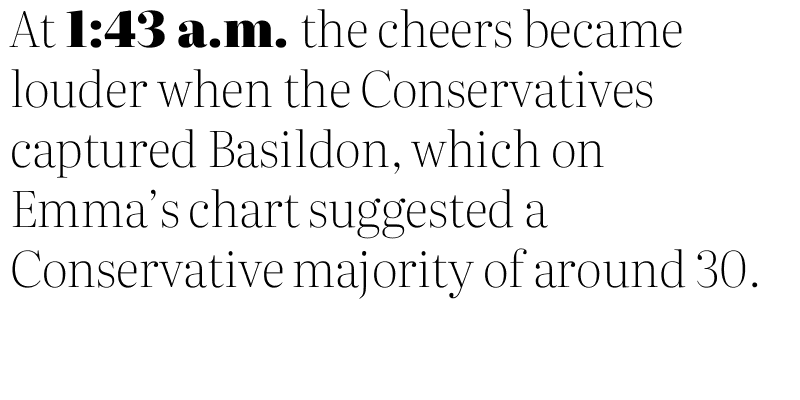 At 1:43 a.m. the cheers became
louder when the Conservatives
captured Basildon, which on
Emma’s chart suggested a
Conservative majority of around 30.